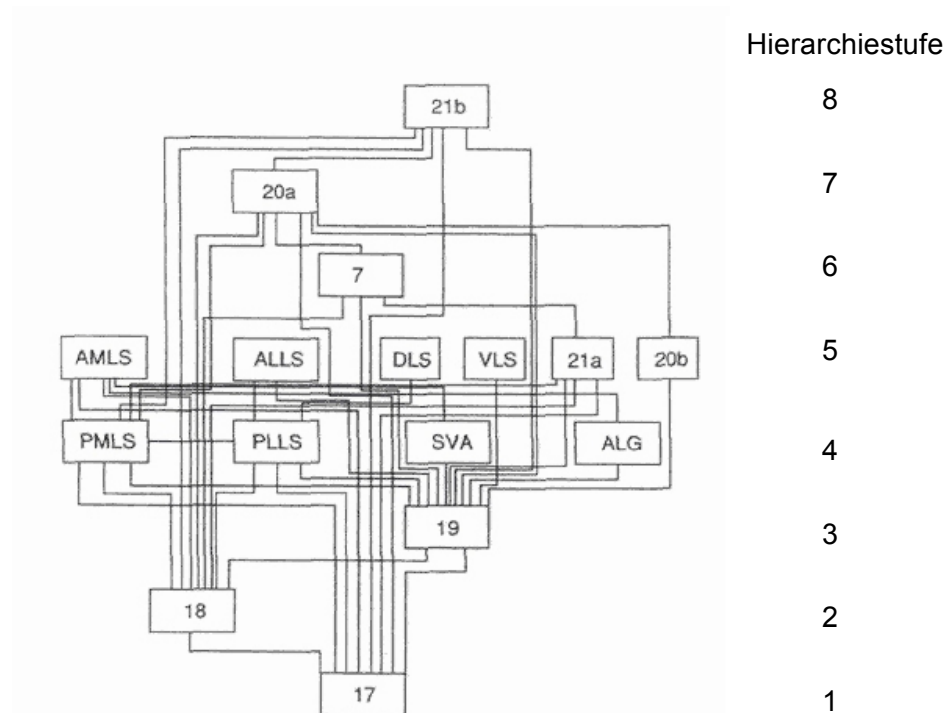 Hierarchiestufe
21b 8
20a 7
7 6
AMLS ALLS DLS VLS 21a 20b 5
PMLS PLLS SVA ALG 4
19 3
18 2
17 1